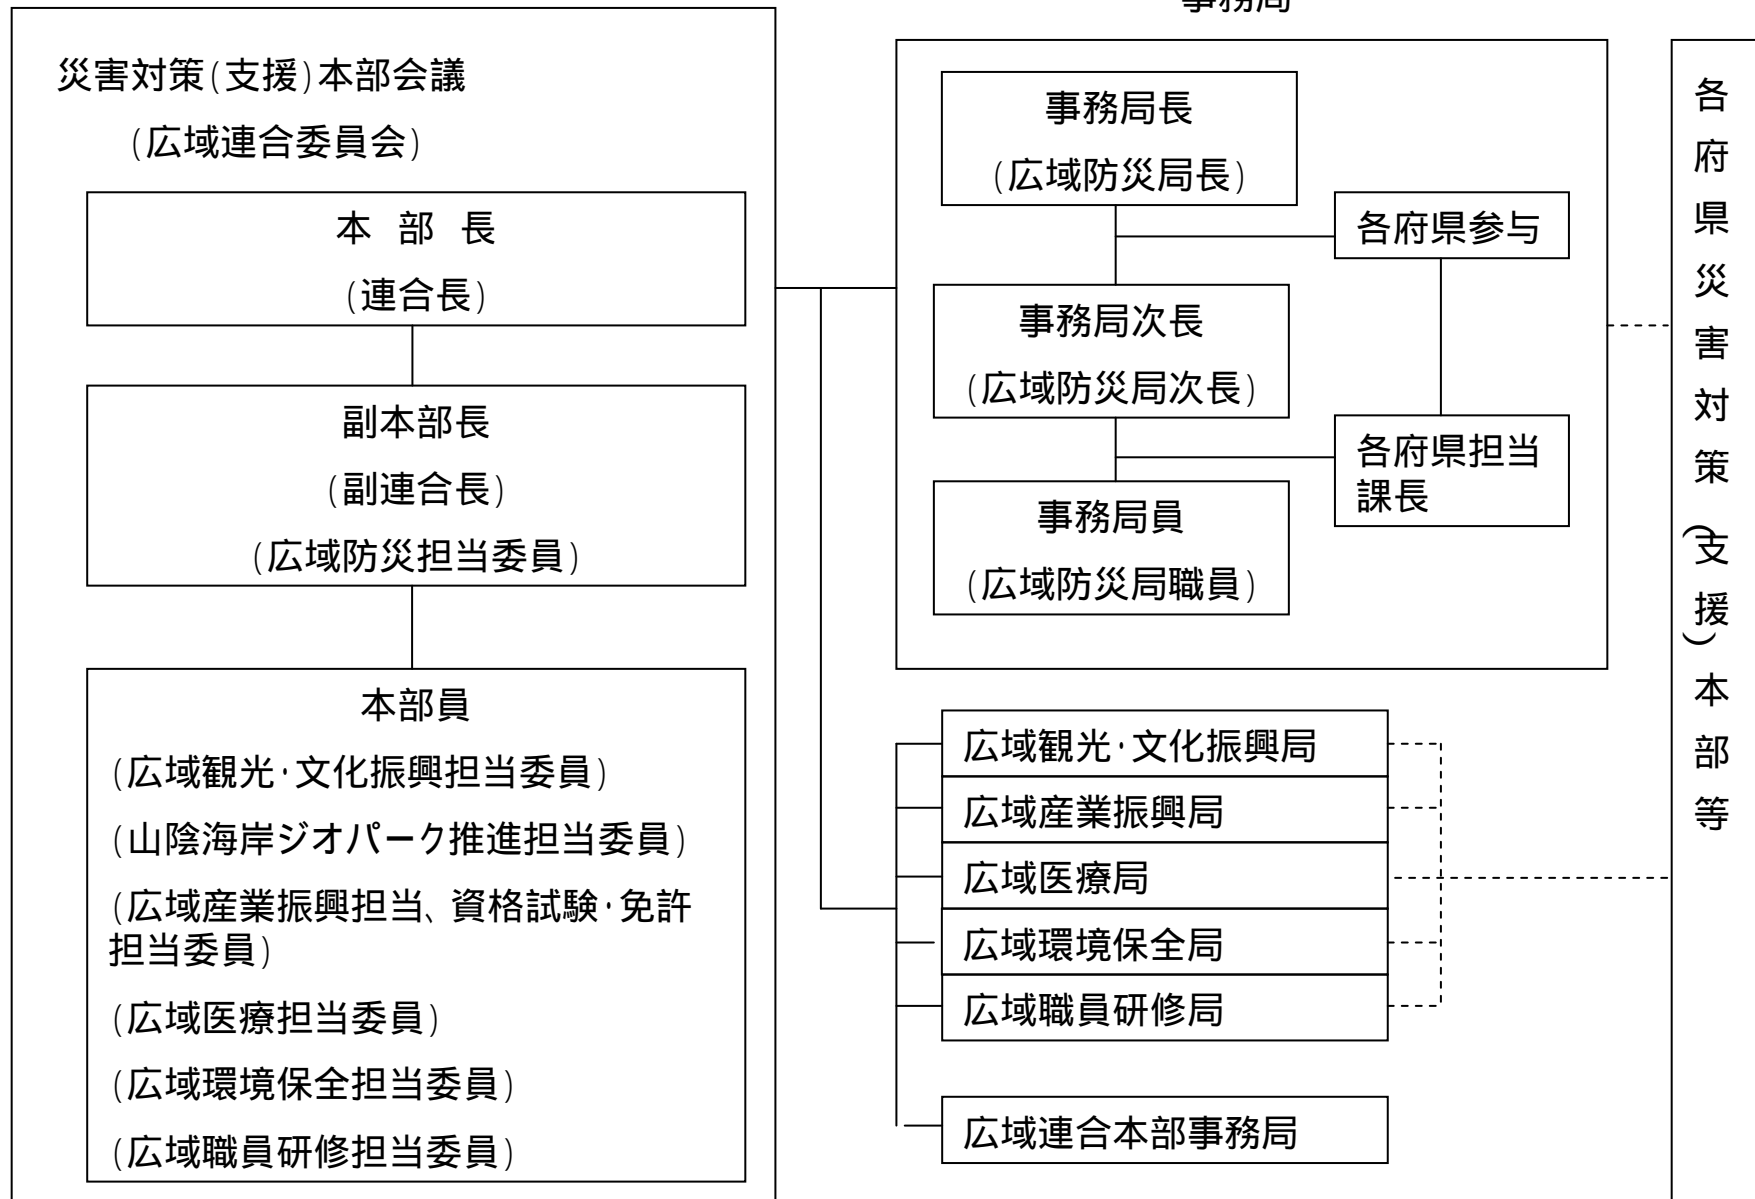 事務局
災害対策(支援)本部会議
(広域連合委員会)
本 部 長
(連合長)
副本部長
(副連合長)
(広域防災担当委員)
本部員
(広域観光・文化振興担当委員)
(山陰海岸ジオパーク推進担当委員)
(広域産業振興担当、資格試験・免許
担当委員)
(広域医療担当委員)
(広域環境保全担当委員)
(広域職員研修担当委員)
事務局長
(広域防災局長)
各府県参与
事務局次長
(広域防災局次長)
各府県担当
課長
事務局員
(広域防災局職員)
広域観光・文化振興局
広域産業振興局
広域医療局
広域環境保全局
広域職員研修局
広域連合本部事務局
各府県災害対策(支援)本部等